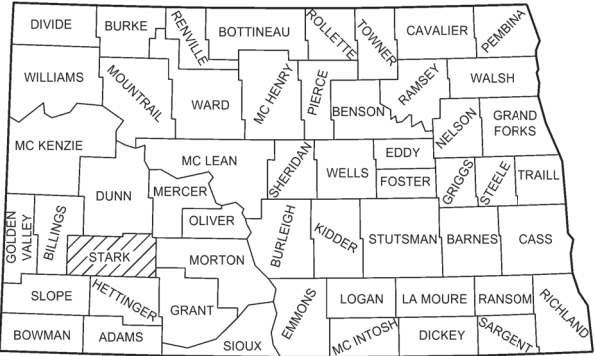 DIVIDE
BURKE
RENVILLE
BOTTINEAU
ROLLETTE
TOWNER
CAVALIER
PEMBINA
WILLIAMS
MOUNTRAIL
WARD
MC HENRY
PIERCE
BENSON
RAMSEY
WALSH
NELSON
GRAND
FORKS
MC KENZIE
MC LEAN
SHERIDAN
WELLS
EDDY
FOSTER
GRIGGS
STEELE
TRAILL
DUNN
MERCER
OLIVER
GOLDEN
VALLEY
BILLINGS
STARK
MORTON
BURLEIGH
KIDDER
STUTSMAN
BARNES
CASS
SLOPE
HETTINGER
GRANT
EMMONS
LOGAN
LA MOURE
RANSOM
RICHLAND
BOWMAN
ADAMS
SIOUX
MC INTOSH
DICKEY
SARGENT